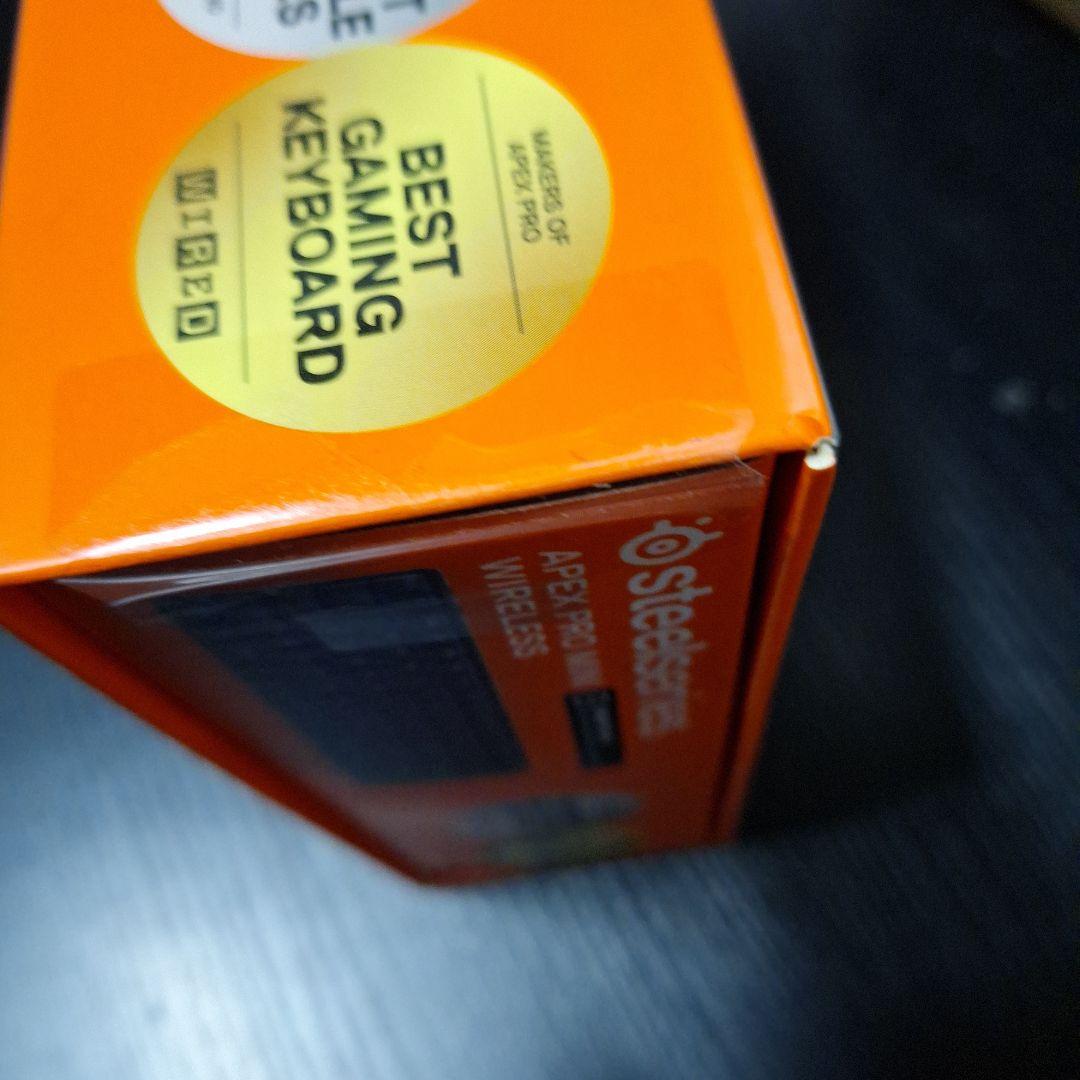 MAKERS OF
APEX PRO
BEST
GAMING
KEYBOARD
WIRED
steelseries
APEX PRO MINI
WIRELESS